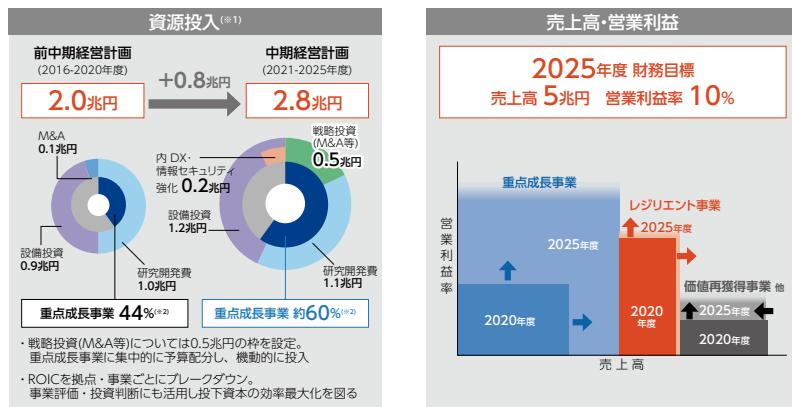 資源投入(※1)
前中期経営計画
(2016-2020年度)
2.0兆円
+0.8兆円
中期経営計画
(2021-2025年度)
2.8兆円
M&A
0.1兆円
設備投資
0.9兆円
研究開発費
1.0兆円
内 DX・
情報セキュリティ
強化 0.2兆円
設備投資
1.2兆円
戦略投資
(M&A等)
0.5兆円
研究開発費
1.1兆円
重点成長事業 44%(※2)
重点成長事業 約60%(※2)
・戦略投資(M&A等)については0.5兆円の枠を設定。
重点成長事業に集中的に予算配分し、機動的に投入
・ROICを拠点・事業ごとにブレークダウン。
事業評価・投資判断にも活用し投下資本の効率最大化を図る
売上高・営業利益
2025年度 財務目標
売上高 5兆円 営業利益率 10%
営業利益率
重点成長事業
2025年度
2020年度
レジリエント事業
2025年度
2020
年度
価値再獲得事業 他
2025年度
2020年度
売上高